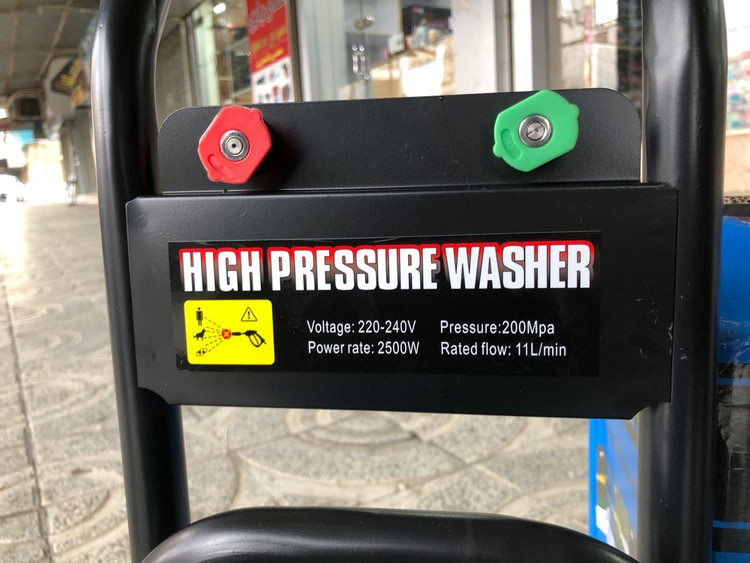 HIGH PRESSURE WASHER
Voltage: 220-240V Pressure:200Mpa
Power rate: 2500W Rated flow: 11L/min